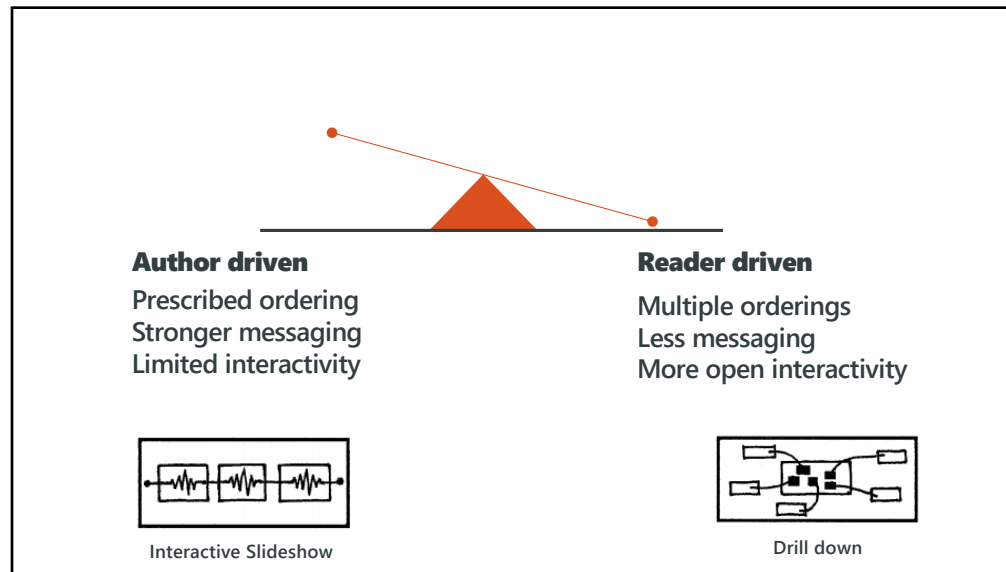 Author driven
Prescribed ordering
Stronger messaging
Limited interactivity
Interactive Slideshow
Reader driven
Multiple orderings
Less messaging
More open interactivity
Drill down